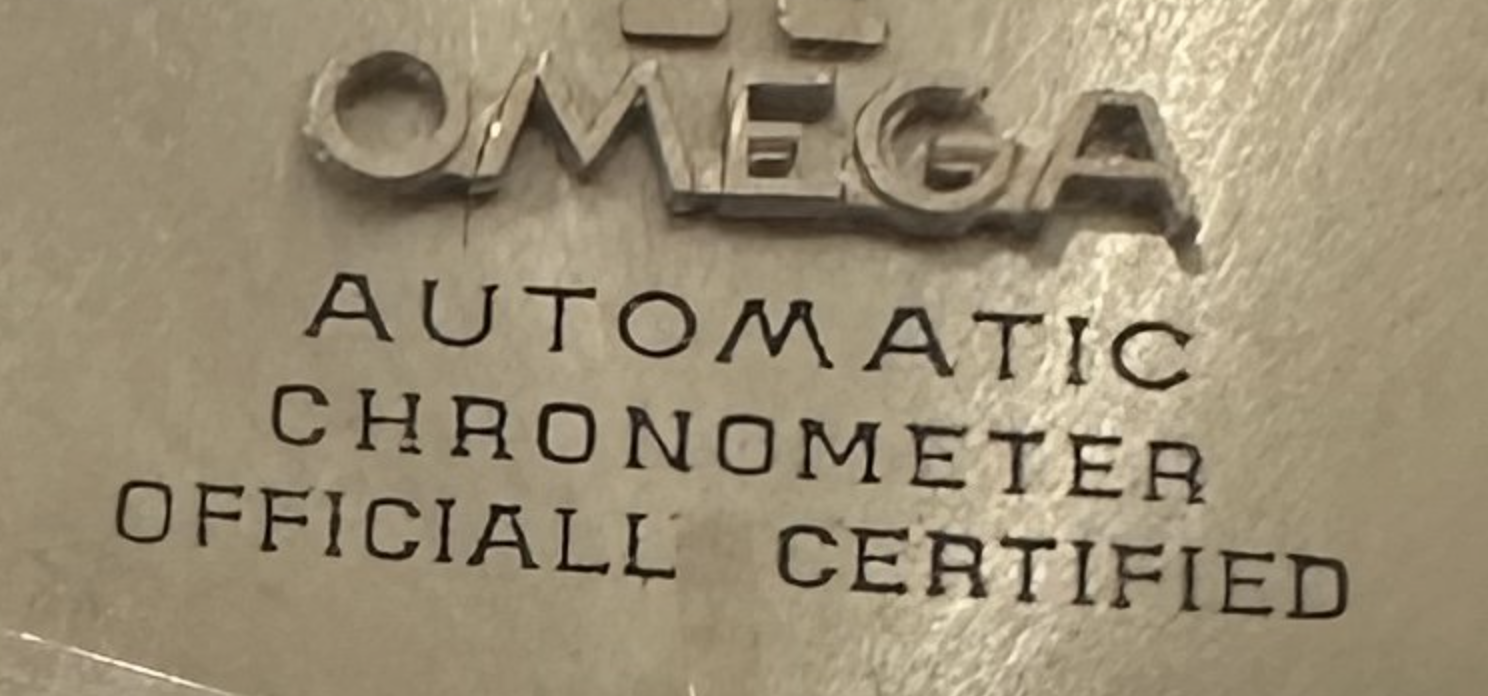 OMEGA
AUTOMATIC
CHRONOMETER
OFFICIALL CERTIFIED